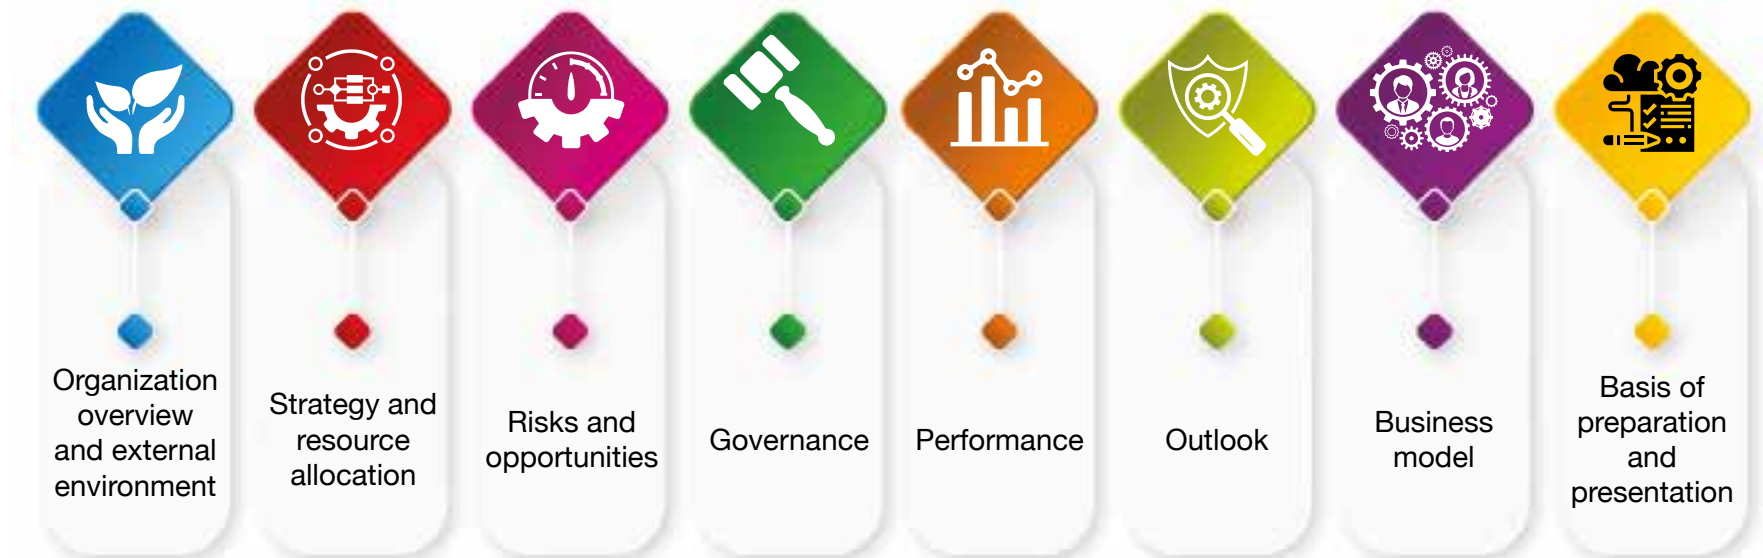 Organization
overview
and external
environment
Strategy and
resource
allocation
Risks and
opportunities
Governance
Performance
Outlook
Business
model
Basis of
preparation
and
presentation